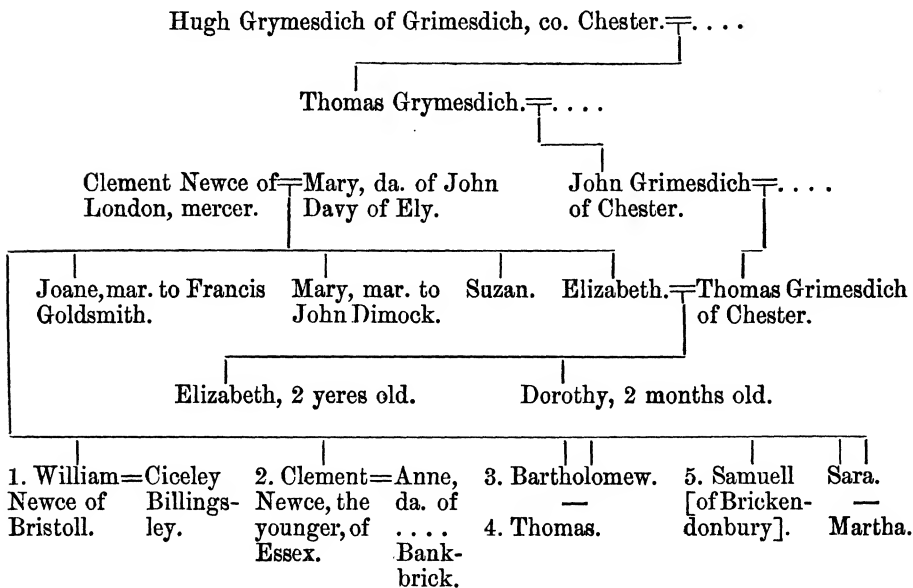 Hugh Grymesdich of Grimesdich, co. Chester.=. . . .
Thomas Grymesdich.=. . . .
Clement Newce of=Mary, da. of John
London, mercer. Davy of Ely.
John Grimesdich=. . . .
of Chester.
Joane, mar. to Francis
Goldsmith.
Mary, mar. to
John Dimock.
Suzan.
Elizabeth.=Thomas Grimesdich
of Chester.
Elizabeth, 2 yeres old.
Dorothy, 2 months old.
1. William=Ciceley
Newce of Billings-
Bristoll. ley.
2. Clement=Anne,
Newce, the da. of
younger, of . . . .
Essex. Bank-
brick.
3. Bartholomew.
—
4. Thomas.
5. Samuell
[of Bricken-
donbury].
Sara.
—
Martha.